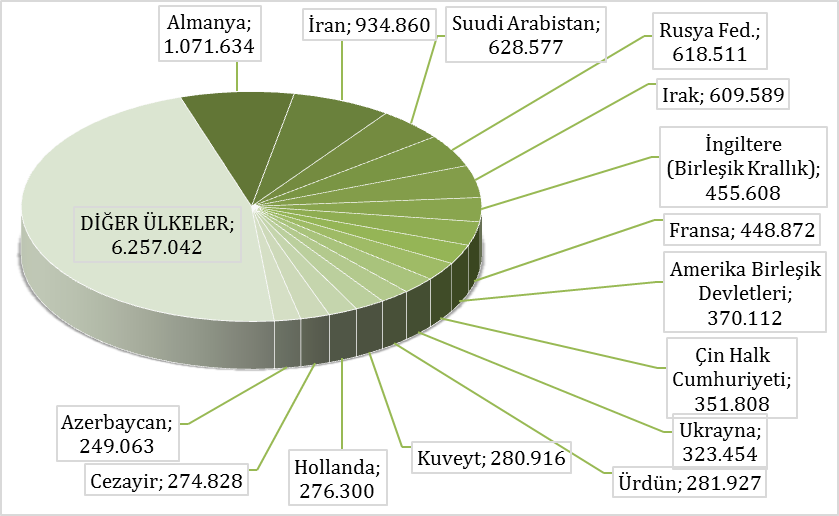 Almanya;
1.071.634
İran; 934.860
Suudi Arabistan;
628.577
Rusya Fed.;
618.511
Irak; 609.589
İngiltere
(Birleşik Krallık);
455.608
Fransa; 448.872
Amerika Birleşik
Devletleri;
370.112
Çin Halk
Cumhuriyeti;
351.808
Ukrayna;
323.454
Ürdün; 281.927
Kuveyt; 280.916
Hollanda;
276.300
Cezayir; 274.828
Azerbaycan;
249.063
DİĞER ÜLKELER;
6.257.042